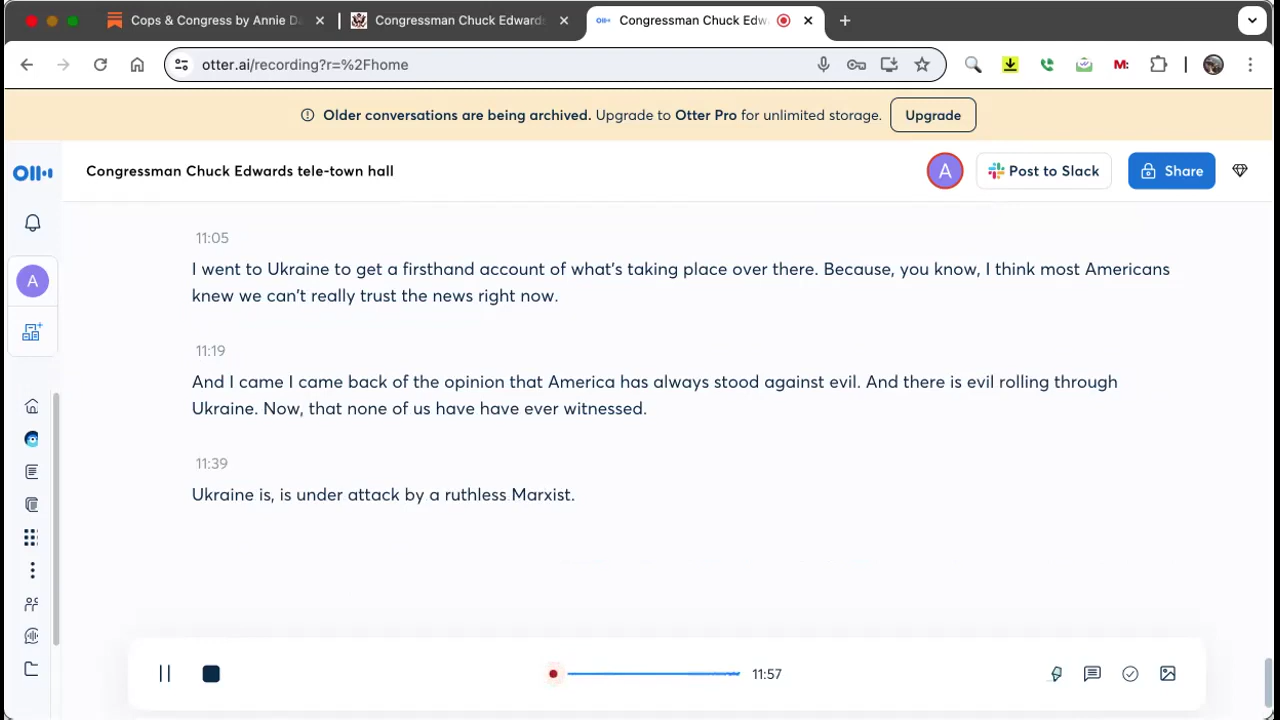 Cops & Congress by Annie Da
Congressman Chuck Edwards
Congressman Chuck Edw
otter.ai/recording?r=%2Fhome
M:
Older conversations are being archived. Upgrade to Otter Pro for unlimited storage.
Upgrade
Congressman Chuck Edwards tele-town hall
A
Post to Slack
Share
A
11:05
I went to Ukraine to get a firsthand account of what's taking place over there. Because, you know, I think most Americans
knew we can't really trust the news right now.
11:19
And I came I came back of the opinion that America has always stood against evil. And there is evil rolling through
Ukraine. Now, that none of us have have ever witnessed.
11:39
Ukraine is, is under attack by a ruthless Marxist.
11:57